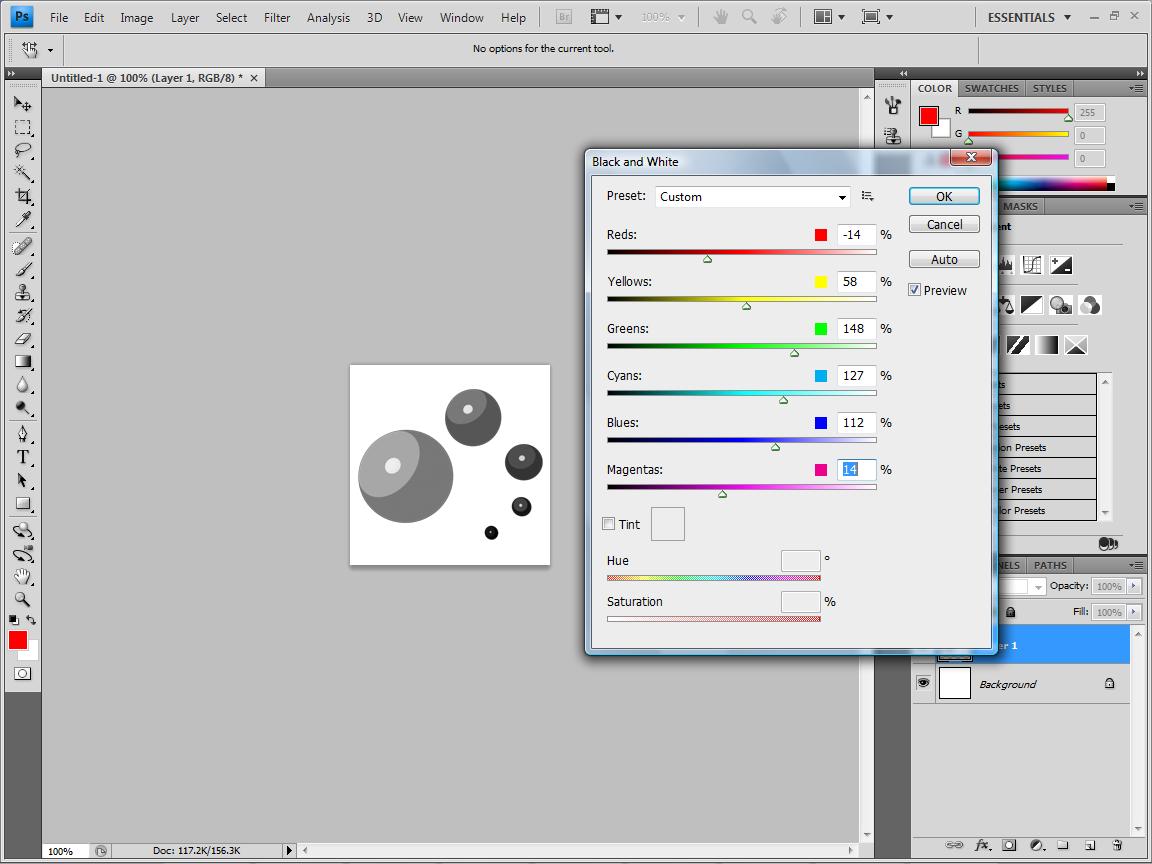 Ps File Edit Image Layer Select Filter Analysis 3D View Window Help Br 100% ESSENTIALS
No options for the current tool.
Untitled-1 @ 100% (Layer 1, RGB/8) *
COLOR SWATCHES STYLES
R 255
G 0
0
Black and White
Preset: Custom OK
MASKS
Reds: -14 % Cancel
Auto
Yellows: 58 % Preview
Greens: 148 %
Cyans: 127 %
Blues: 112 %
Magentas: 14 %
ets
ets
esets
on Presets
te Presets
er Presets
lor Presets
Tint
Hue °
Saturation %
NELS PATHS
Opacity: 100%
Fill: 100%
er 1
Background
T
100% Doc: 117.2K/156.3K
fx